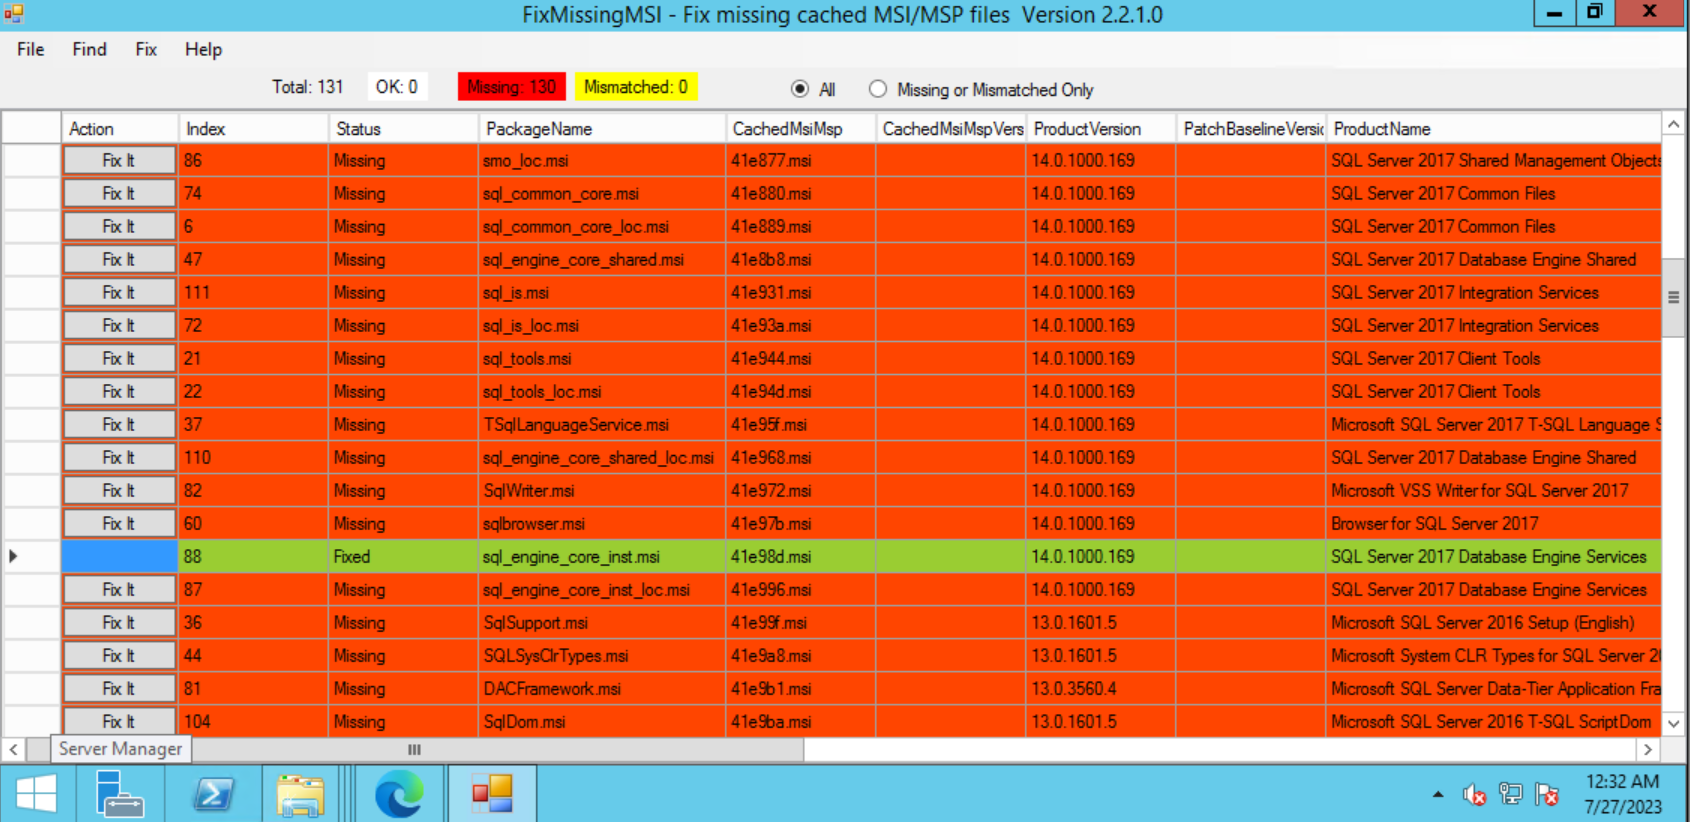 FixMissingMSI - Fix missing cached MSI/MSP files  Version 2.2.1.0
File Find Fix Help
Total: 131 OK: 0 Missing: 130 Mismatched: 0 All Missing or Mismatched Only
Action Index Status PackageName CachedMsiMsp CachedMsiMspVers ProductVersion PatchBaselineVersic ProductName
Fix It 86 Missing smo_loc.msi 41e877.msi 14.0.1000.169 SQL Server 2017 Shared Management Objects
Fix It 74 Missing sql_common_core.msi 41e880.msi 14.0.1000.169 SQL Server 2017 Common Files
Fix It 6 Missing sql_common_core_loc.msi 41e889.msi 14.0.1000.169 SQL Server 2017 Common Files
Fix It 47 Missing sql_engine_core_shared.msi 41e8b8.msi 14.0.1000.169 SQL Server 2017 Database Engine Shared
Fix It 111 Missing sql_is.msi 41e931.msi 14.0.1000.169 SQL Server 2017 Integration Services
Fix It 72 Missing sql_is_loc.msi 41e93a.msi 14.0.1000.169 SQL Server 2017 Integration Services
Fix It 21 Missing sql_tools.msi 41e944.msi 14.0.1000.169 SQL Server 2017 Client Tools
Fix It 22 Missing sql_tools_loc.msi 41e94d.msi 14.0.1000.169 SQL Server 2017 Client Tools
Fix It 37 Missing TSqlLanguageService.msi 41e95f.msi 14.0.1000.169 Microsoft SQL Server 2017 T-SQL Language S
Fix It 110 Missing sql_engine_core_shared_loc.msi 41e968.msi 14.0.1000.169 SQL Server 2017 Database Engine Shared
Fix It 82 Missing SqlWriter.msi 41e972.msi 14.0.1000.169 Microsoft VSS Writer for SQL Server 2017
Fix It 60 Missing sqlbrowser.msi 41e97b.msi 14.0.1000.169 Browser for SQL Server 2017
88 Fixed sql_engine_core_inst.msi 41e98d.msi 14.0.1000.169 SQL Server 2017 Database Engine Services
Fix It 87 Missing sql_engine_core_inst_loc.msi 41e996.msi 14.0.1000.169 SQL Server 2017 Database Engine Services
Fix It 36 Missing SqlSupport.msi 41e99f.msi 13.0.1601.5 Microsoft SQL Server 2016 Setup (English)
Fix It 44 Missing SQLSysClrTypes.msi 41e9a8.msi 13.0.1601.5 Microsoft System CLR Types for SQL Server 20
Fix It 81 Missing DACFramework.msi 41e9b1.msi 13.0.3560.4 Microsoft SQL Server Data-Tier Application Fra
Fix It 104 Missing SqlDom.msi 41e9ba.msi 13.0.1601.5 Microsoft SQL Server 2016 T-SQL ScriptDom
Server Manager
12:32 AM
7/27/2023